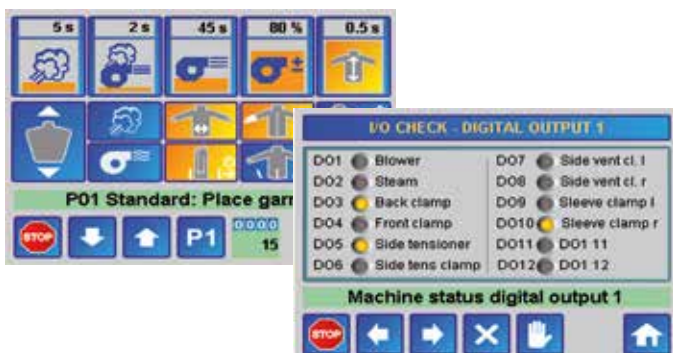 5 s 2 s 45 s 80 % 0.5 s
P01 Standard: Place garm
STOP P1 0000
15
I/O CHECK - DIGITAL OUTPUT 1
DO1 Blower
DO2 Steam
DO3 Back clamp
DO4 Front clamp
DO5 Side tensioner
DO6 Side tens clamp
DO7 Side vent cl. l
DO8 Side vent cl. r
DO9 Sleeve clamp l
DO10 Sleeve clamp r
DO11 DO1 11
DO12 DO1 12
Machine status digital output 1
STOP